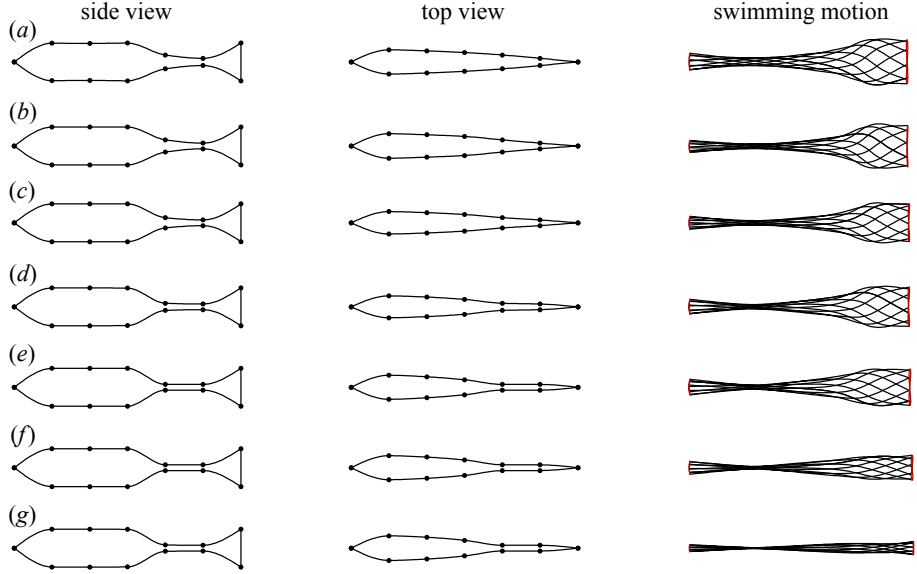 side view top view swimming motion
(a)
(b)
(c)
(d)
(e)
(f)
(g)